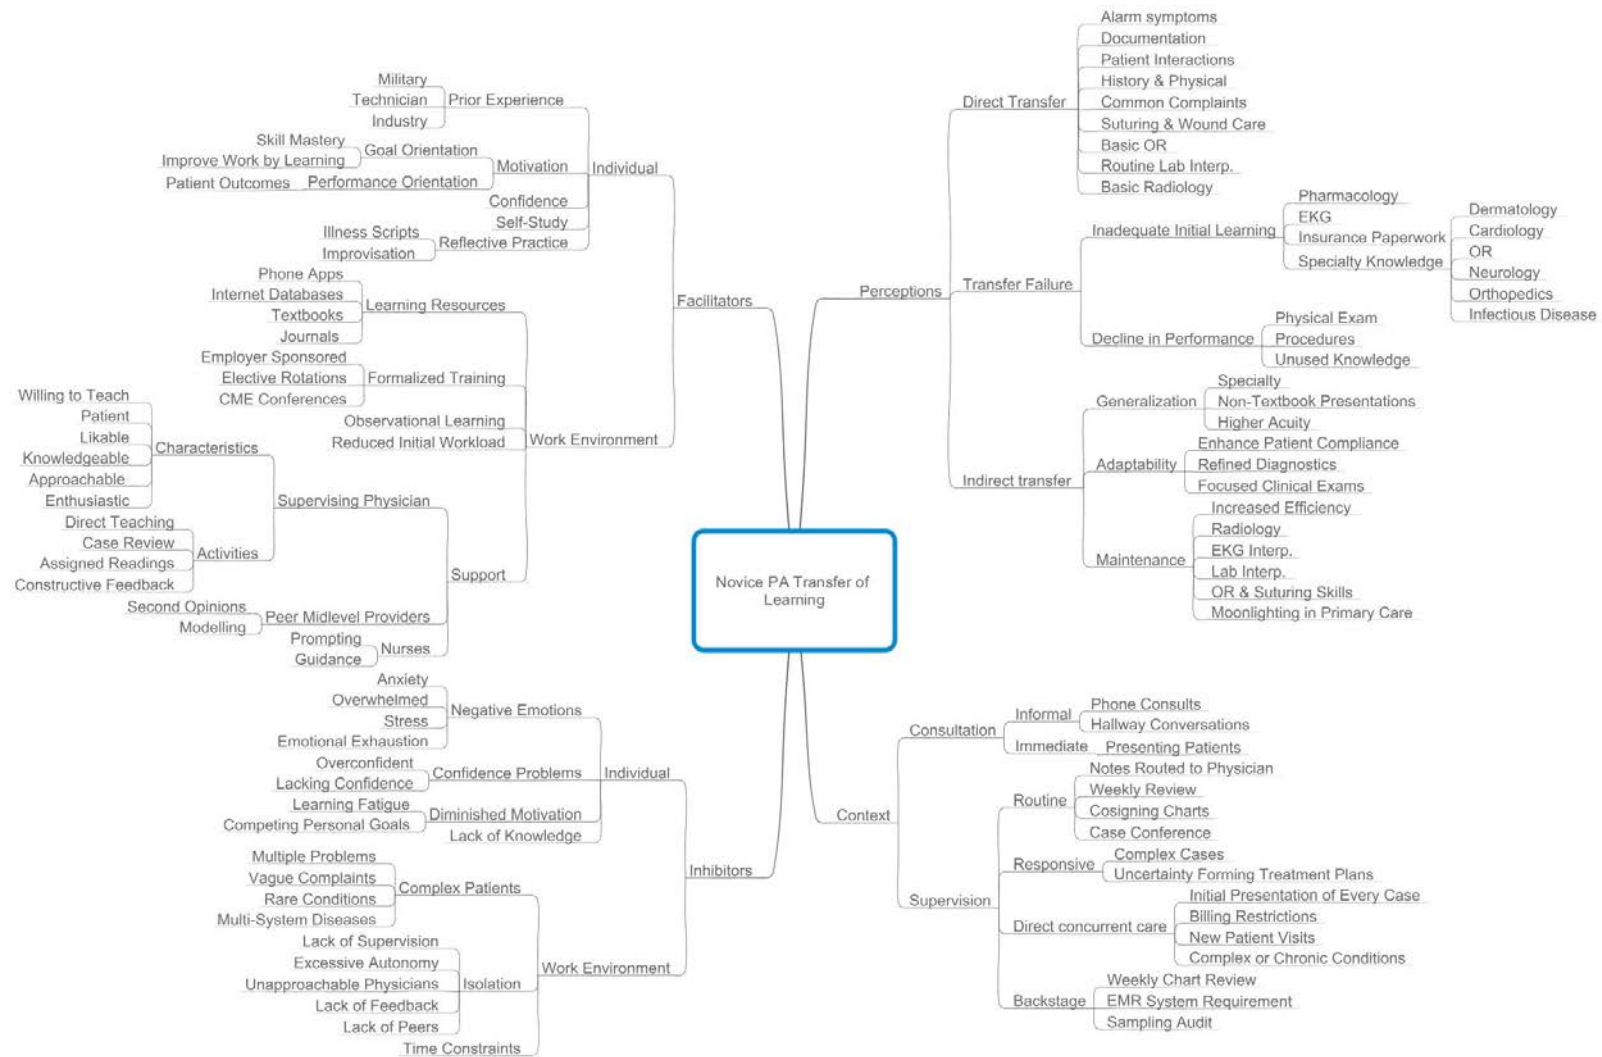 Novice PA Transfer of
Learning
Facilitators
Individual
Prior Experience
Military
Technician
Industry
Motivation
Goal Orientation
Skill Mastery
Improve Work by Learning
Performance Orientation
Patient Outcomes
Confidence
Self-Study
Reflective Practice
Illness Scripts
Improvisation
Work Environment
Learning Resources
Phone Apps
Internet Databases
Textbooks
Journals
Formalized Training
Employer Sponsored
Elective Rotations
CME Conferences
Observational Learning
Reduced Initial Workload
Support
Supervising Physician
Characteristics
Willing to Teach
Patient
Likable
Knowledgeable
Approachable
Enthusiastic
Activities
Direct Teaching
Case Review
Assigned Readings
Constructive Feedback
Peer Midlevel Providers
Second Opinions
Modelling
Nurses
Prompting
Guidance
Inhibitors
Individual
Negative Emotions
Anxiety
Overwhelmed
Stress
Emotional Exhaustion
Confidence Problems
Overconfident
Lacking Confidence
Diminished Motivation
Learning Fatigue
Competing Personal Goals
Lack of Knowledge
Work Environment
Complex Patients
Multiple Problems
Vague Complaints
Rare Conditions
Multi-System Diseases
Isolation
Lack of Supervision
Excessive Autonomy
Unapproachable Physicians
Lack of Feedback
Lack of Peers
Time Constraints
Perceptions
Direct Transfer
Alarm symptoms
Documentation
Patient Interactions
History & Physical
Common Complaints
Suturing & Wound Care
Basic OR
Routine Lab Interp.
Basic Radiology
Transfer Failure
Inadequate Initial Learning
Pharmacology
EKG
Insurance Paperwork
Specialty Knowledge
Dermatology
Cardiology
OR
Neurology
Orthopedics
Infectious Disease
Decline in Performance
Physical Exam
Procedures
Unused Knowledge
Indirect transfer
Generalization
Specialty
Non-Textbook Presentations
Higher Acuity
Adaptability
Enhance Patient Compliance
Refined Diagnostics
Focused Clinical Exams
Maintenance
Increased Efficiency
Radiology
EKG Interp.
Lab Interp.
OR & Suturing Skills
Moonlighting in Primary Care
Context
Consultation
Informal
Phone Consults
Hallway Conversations
Immediate
Presenting Patients
Supervision
Routine
Notes Routed to Physician
Weekly Review
Cosigning Charts
Case Conference
Responsive
Complex Cases
Uncertainty Forming Treatment Plans
Direct concurrent care
Initial Presentation of Every Case
Billing Restrictions
New Patient Visits
Complex or Chronic Conditions
Backstage
Weekly Chart Review
EMR System Requirement
Sampling Audit